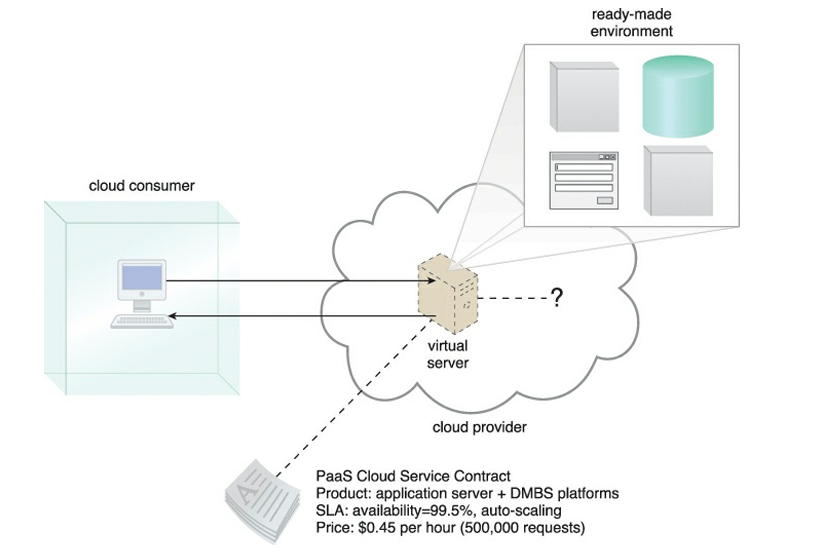 ready-made
environment
cloud consumer
?
virtual
server
cloud provider
A
PaaS Cloud Service Contract
Product: application server + DMBS platforms
SLA: availability=99.5%, auto-scaling
Price: $0.45 per hour (500,000 requests)